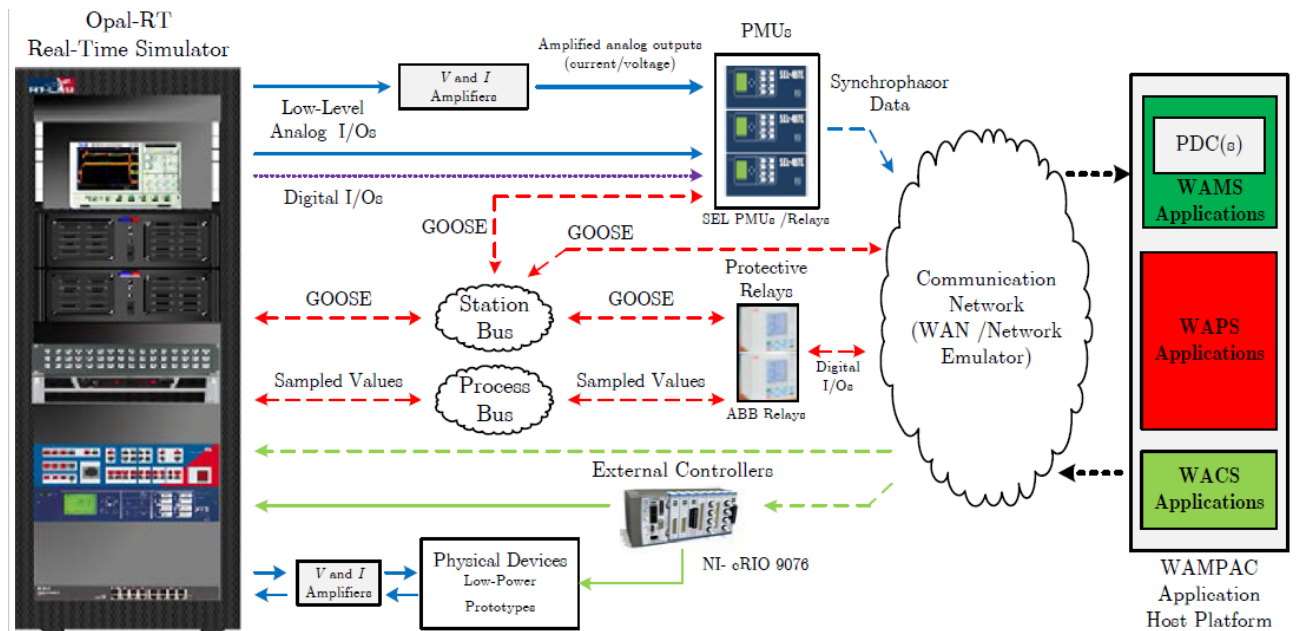 Opal-RT
Real-Time Simulator
V and I
Amplifiers
Amplified analog outputs
(current/voltage)
PMUs
Synchrophasor
Data
Low-Level
Analog I/Os
Digital I/Os
SEL PMUs /Relays
GOOSE
GOOSE
GOOSE
Station
Bus
GOOSE
Protective
Relays
Sampled Values
Process
Bus
Sampled Values
ABB Relays
Digital
I/Os
Communication
Network
(WAN /Network
Emulator)
PDC(s)
WAMS
Applications
WAPS
Applications
WACS
Applications
WAMPAC
Application
Host Platform
External Controllers
NI- cRIO 9076
V and I
Amplifiers
Physical Devices
Low-Power
Prototypes